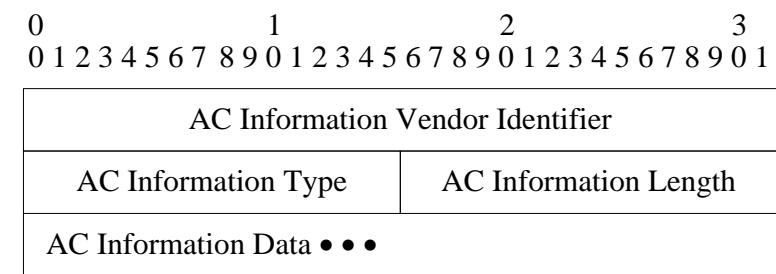 0 1 2 3
0 1 2 3 4 5 6 7 8 9 0 1 2 3 4 5 6 7 8 9 0 1 2 3 4 5 6 7 8 9 0 1
AC Information Vendor Identifier
AC Information Type AC Information Length
AC Information Data • • •